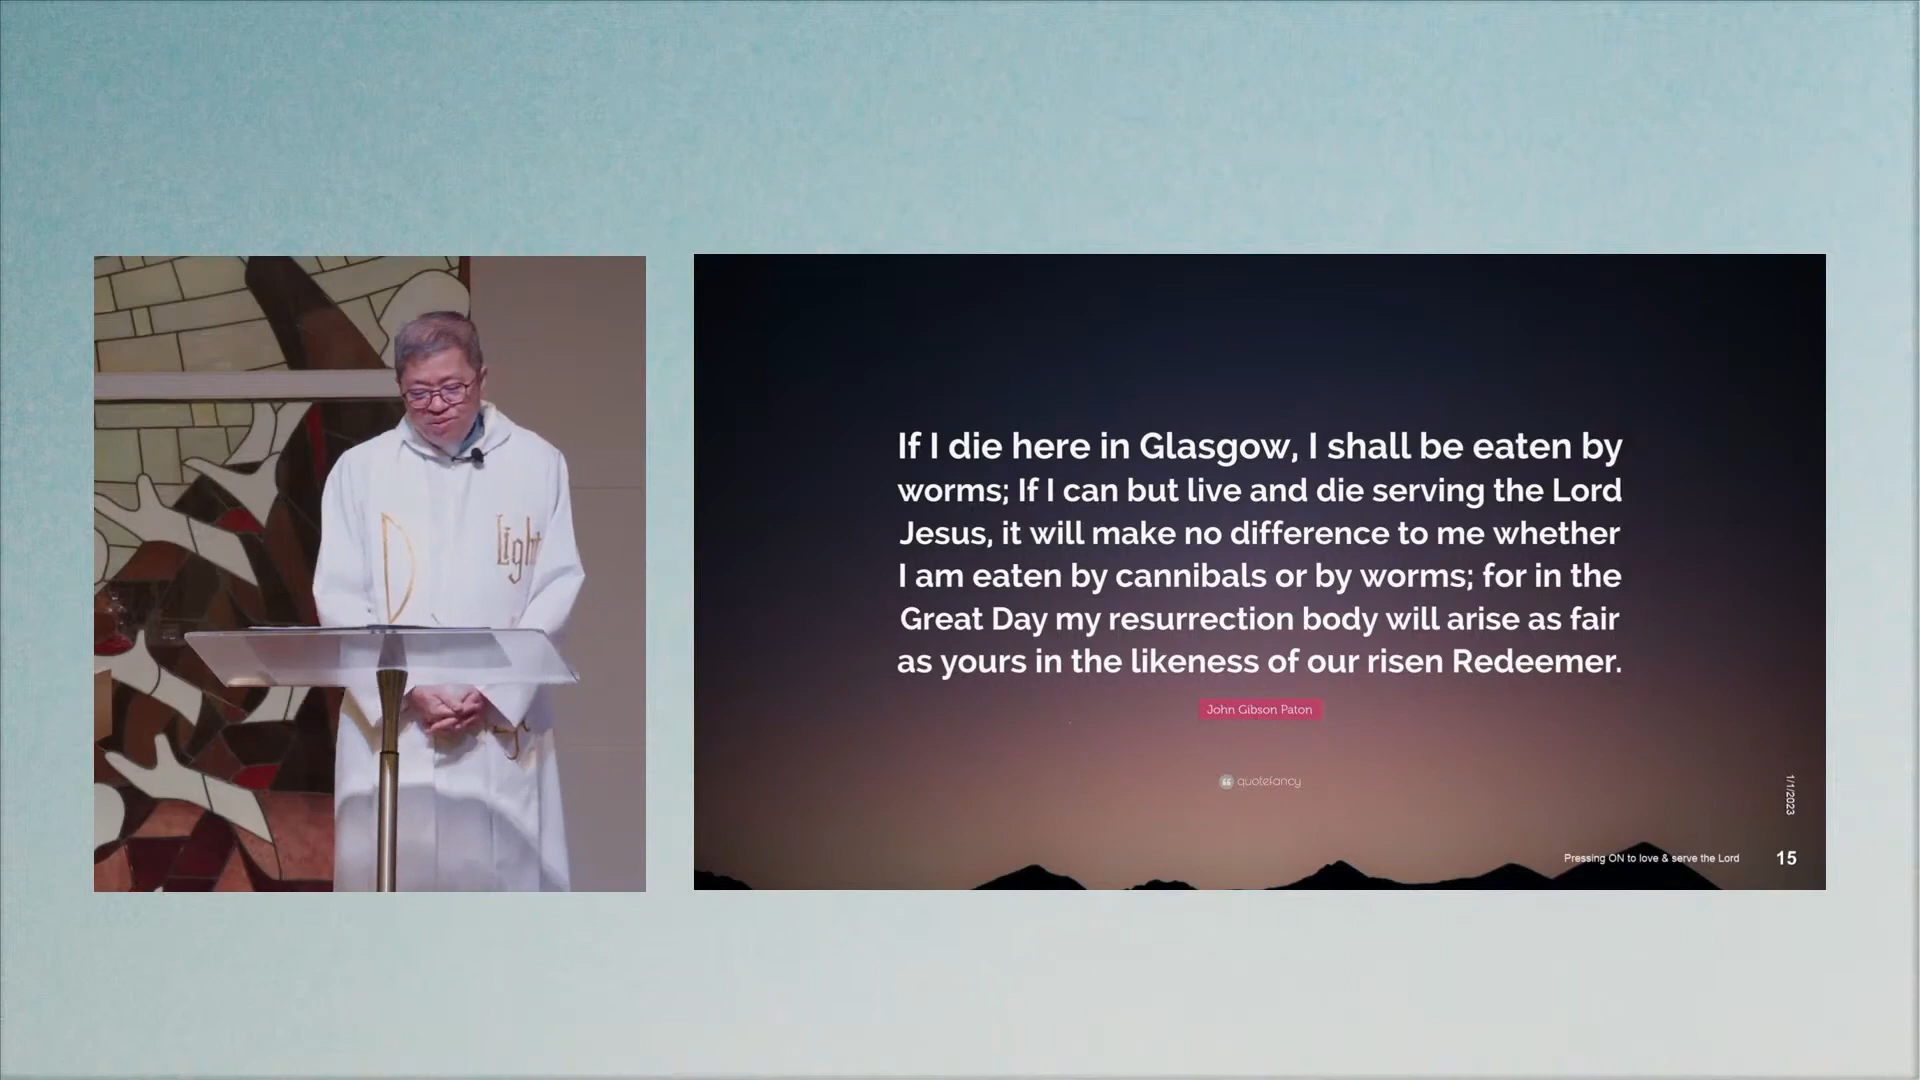 Light
If I die here in Glasgow, I shall be eaten by
worms; If I can but live and die serving the Lord
Jesus, it will make no difference to me whether
I am eaten by cannibals or by worms; for in the
Great Day my resurrection body will arise as fair
as yours in the likeness of our risen Redeemer.
John Gibson Paton
quotefancy
1/1/2023
Pressing ON to love & serve the Lord
15